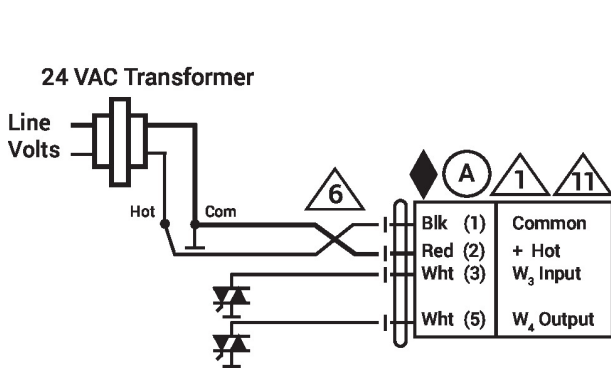 24 VAC Transformer
Line
Volts
Hot
Com
6
A
1
11
Blk (1) Common
Red (2) + Hot
Wht (3) W3 Input
Wht (5) W4 Output